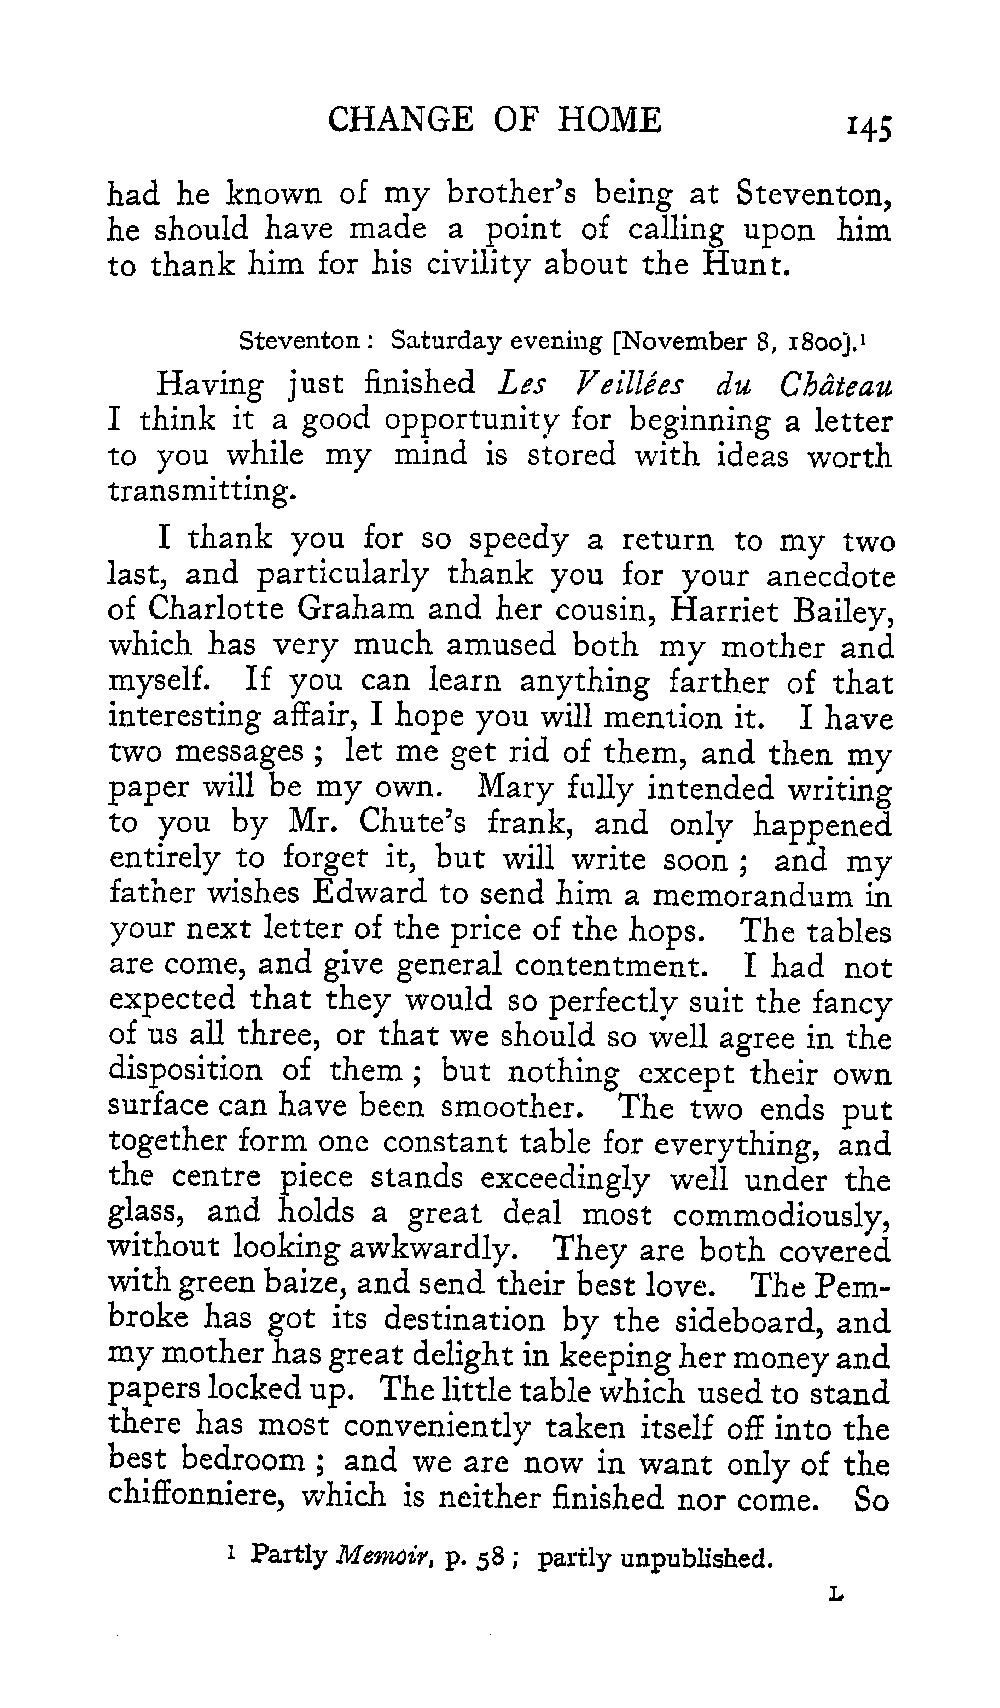 CHANGE OF HOME 145
had he known of my brother's being at Steventon,
he should have made a point of calling upon him
to thank him for his civility about the Hunt.
Steventon : Saturday evening [November 8, 1800].¹
Having just finished Les Veillées du Château
I think it a good opportunity for beginning a letter
to you while my mind is stored with ideas worth
transmitting.
I thank you for so speedy a return to my two
last, and particularly thank you for your anecdote
of Charlotte Graham and her cousin, Harriet Bailey,
which has very much amused both my mother and
myself. If you can learn anything farther of that
interesting affair, I hope you will mention it. I have
two messages ; let me get rid of them, and then my
paper will be my own. Mary fully intended writing
to you by Mr. Chute's frank, and only happened
entirely to forget it, but will write soon ; and my
father wishes Edward to send him a memorandum in
your next letter of the price of the hops. The tables
are come, and give general contentment. I had not
expected that they would so perfectly suit the fancy
of us all three, or that we should so well agree in the
disposition of them ; but nothing except their own
surface can have been smoother. The two ends put
together form one constant table for everything, and
the centre piece stands exceedingly well under the
glass, and holds a great deal most commodiously,
without looking awkwardly. They are both covered
with green baize, and send their best love. The Pem-
broke has got its destination by the sideboard, and
my mother has great delight in keeping her money and
papers locked up. The little table which used to stand
there has most conveniently taken itself off into the
best bedroom ; and we are now in want only of the
chiffonniere, which is neither finished nor come. So
¹ Partly Memoir, p. 58 ; partly unpublished.
L